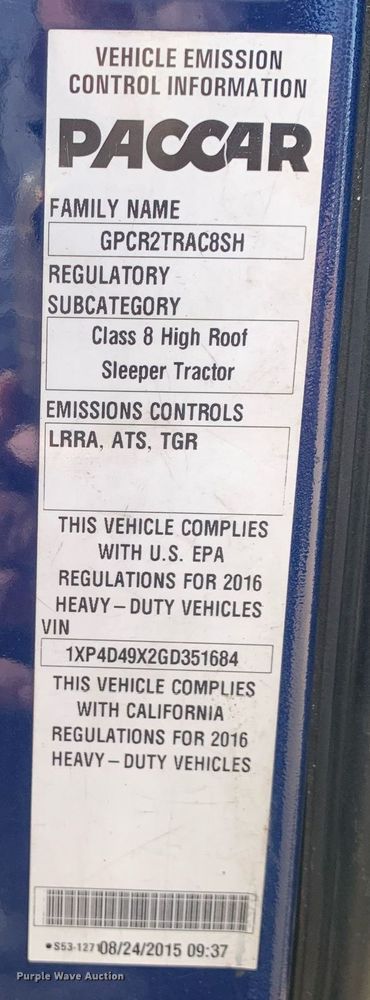 VEHICLE EMISSION
CONTROL INFORMATION
PACCAR
FAMILY NAME
GPCR2TRAC8SH
REGULATORY
SUBCATEGORY
Class 8 High Roof
Sleeper Tractor
EMISSIONS CONTROLS
LRRA, ATS, TGR
THIS VEHICLE COMPLIES
WITH U.S. EPA
REGULATIONS FOR 2016
HEAVY–DUTY VEHICLES
VIN
1XP4D49X2GD351684
THIS VEHICLE COMPLIES
WITH CALIFORNIA
REGULATIONS FOR 2016
HEAVY–DUTY VEHICLES
08/24/2015 09:37
Purple Wave Auction